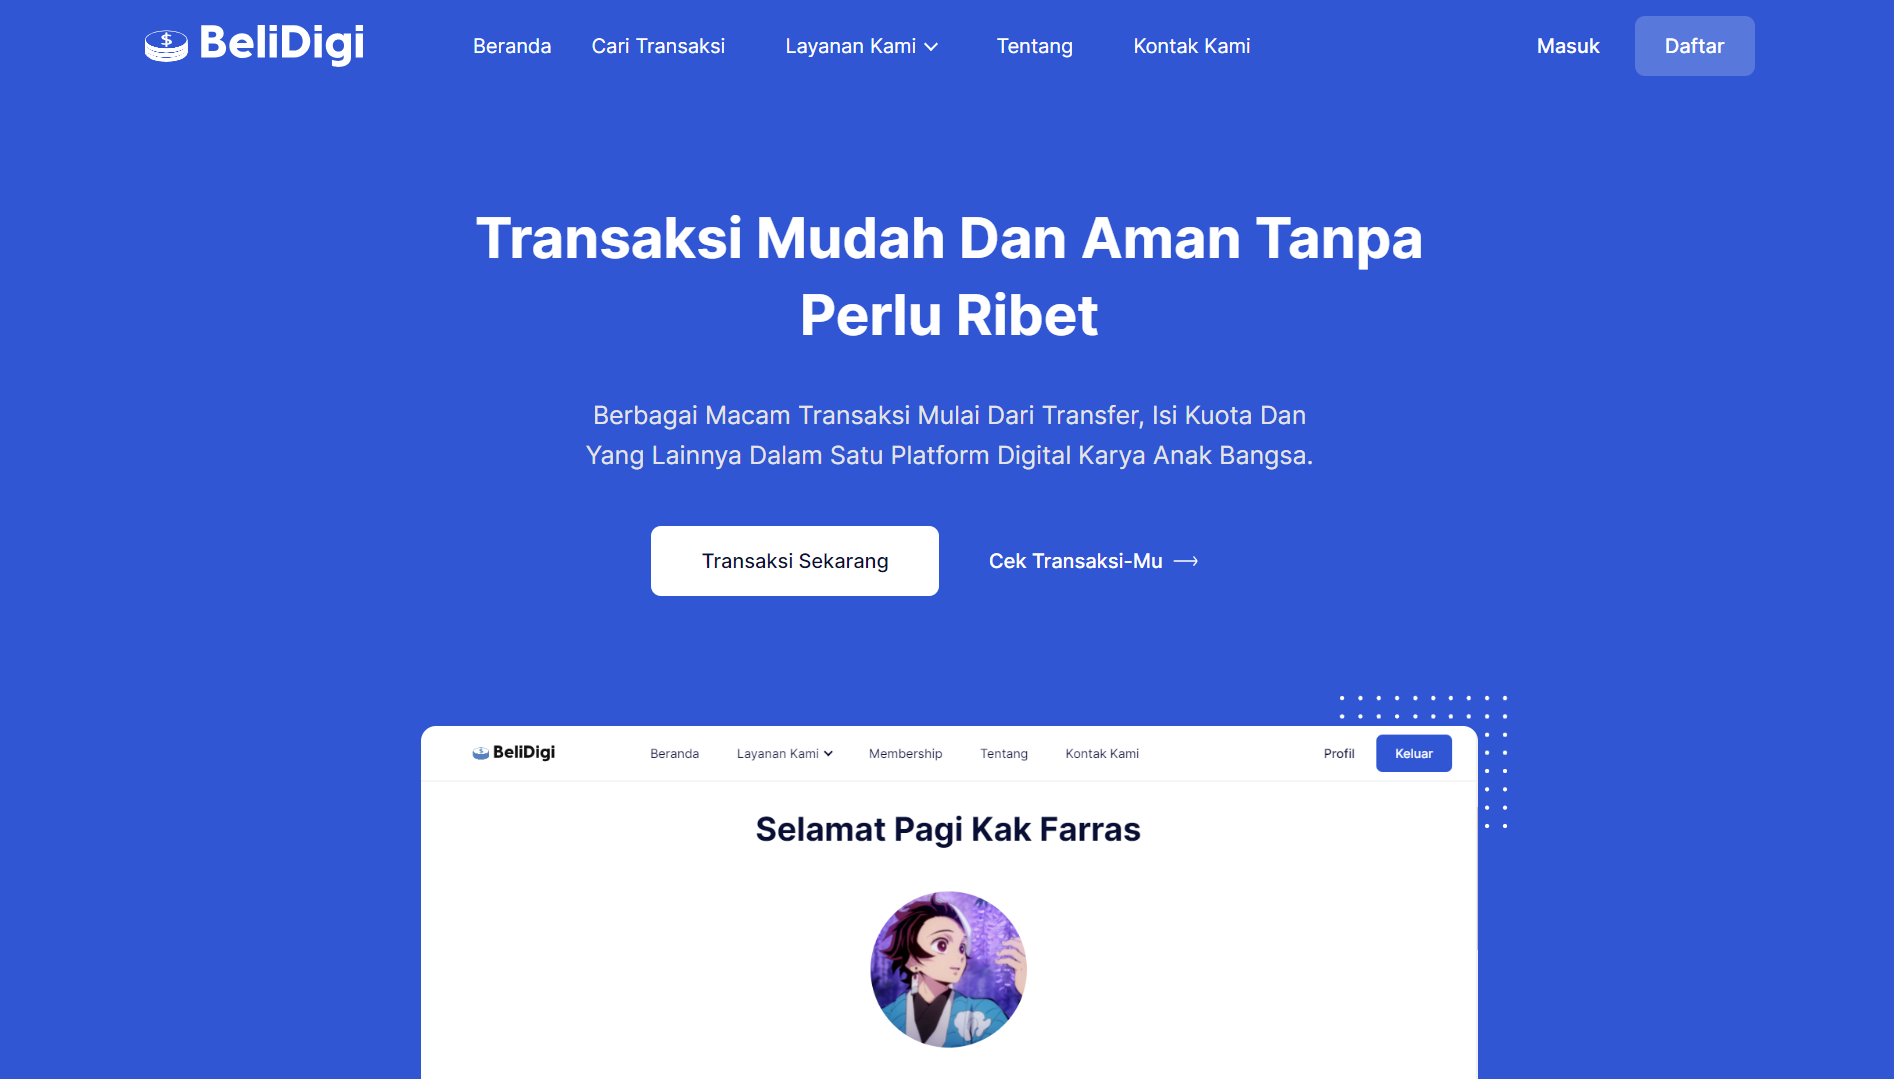 BeliDigi
Beranda
Cari Transaksi
Layanan Kami
Tentang
Kontak Kami
Masuk
Daftar
Transaksi Mudah Dan Aman Tanpa
Perlu Ribet
Berbagai Macam Transaksi Mulai Dari Transfer, Isi Kuota Dan
Yang Lainnya Dalam Satu Platform Digital Karya Anak Bangsa.
Transaksi Sekarang
Cek Transaksi-Mu
BeliDigi
Beranda
Layanan Kami
Membership
Tentang
Kontak Kami
Profil
Keluar
Selamat Pagi Kak Farras